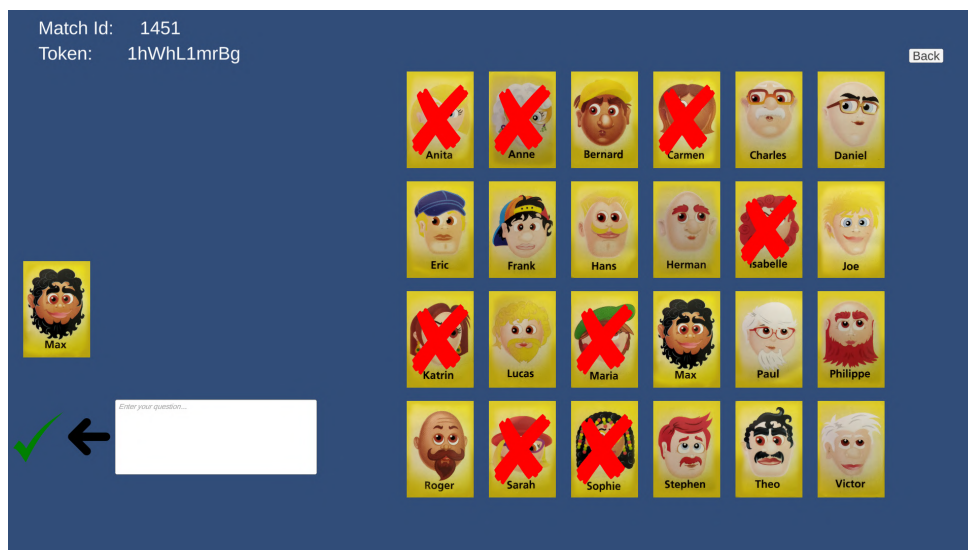 Match Id: 1451
Token: 1hWhL1mrBg
Back
Anita
Anne
Bernard
Carmen
Charles
Daniel
Eric
Frank
Hans
Herman
Isabelle
Joe
Max
Katrin
Lucas
Maria
Max
Paul
Philippe
Enter your question...
Roger
Sarah
Sophie
Stephen
Theo
Victor